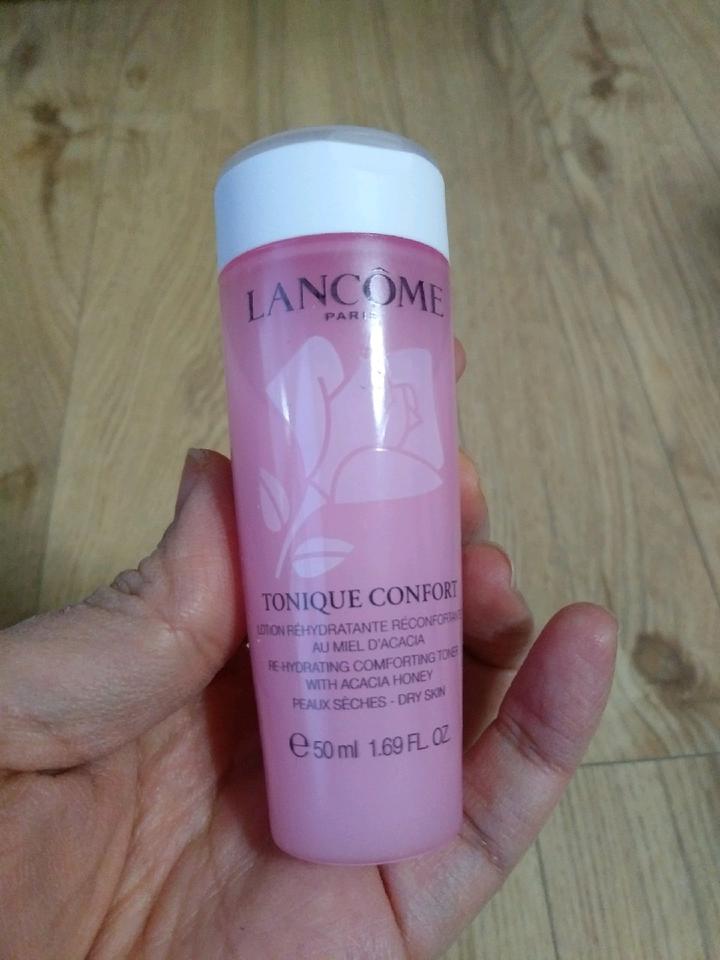 LANCÔME
PARIS
TONIQUE CONFORT
LOTION RÉHYDRATANTE RÉCONFORTANTE
AU MIEL D'ACACIA
RE-HYDRATING COMFORTING TONER
WITH ACACIA HONEY
PEAUX SÈCHES - DRY SKIN
e 50 ml 1.69 FL. OZ.